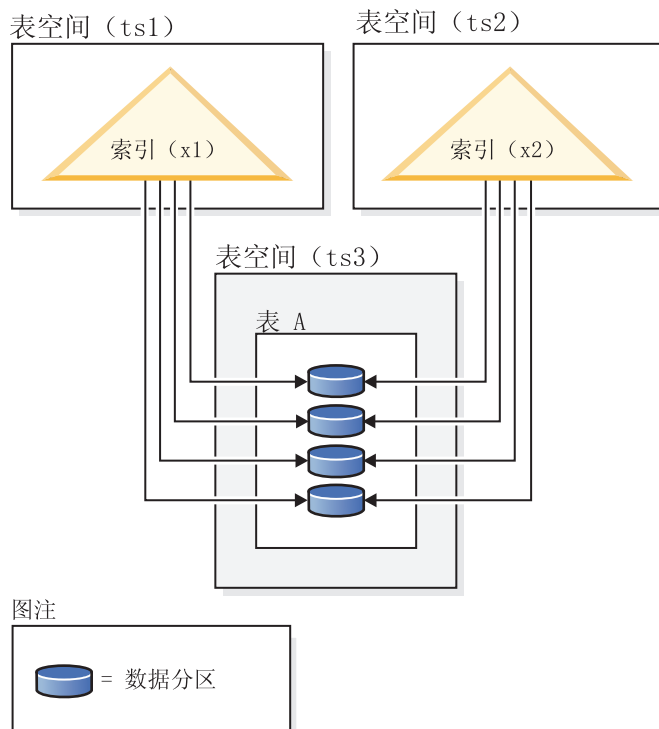 表空间（ts1）
表空间（ts2）
索引（x1）
索引（x2）
表空间（ts3）
表 A
图注
= 数据分区